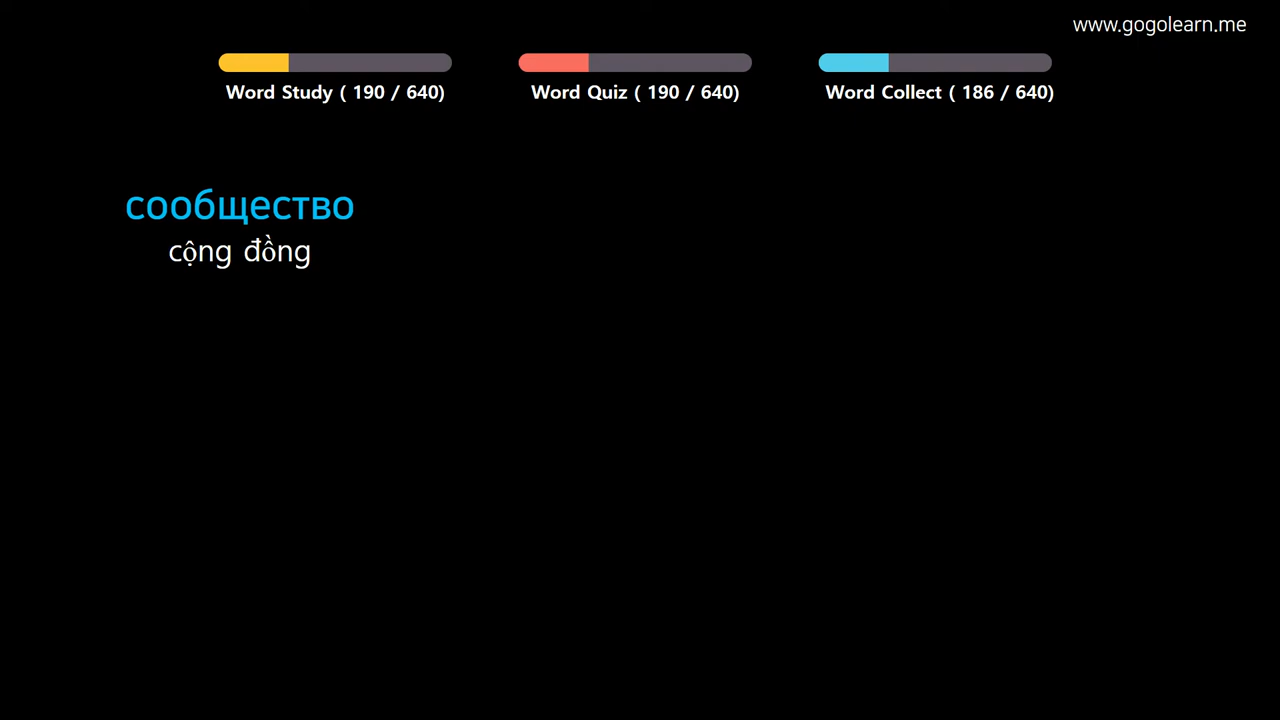 www.gogolearn.me
Word Study ( 190 / 640)
Word Quiz ( 190 / 640)
Word Collect ( 186 / 640)
сообщество
cộng đồng